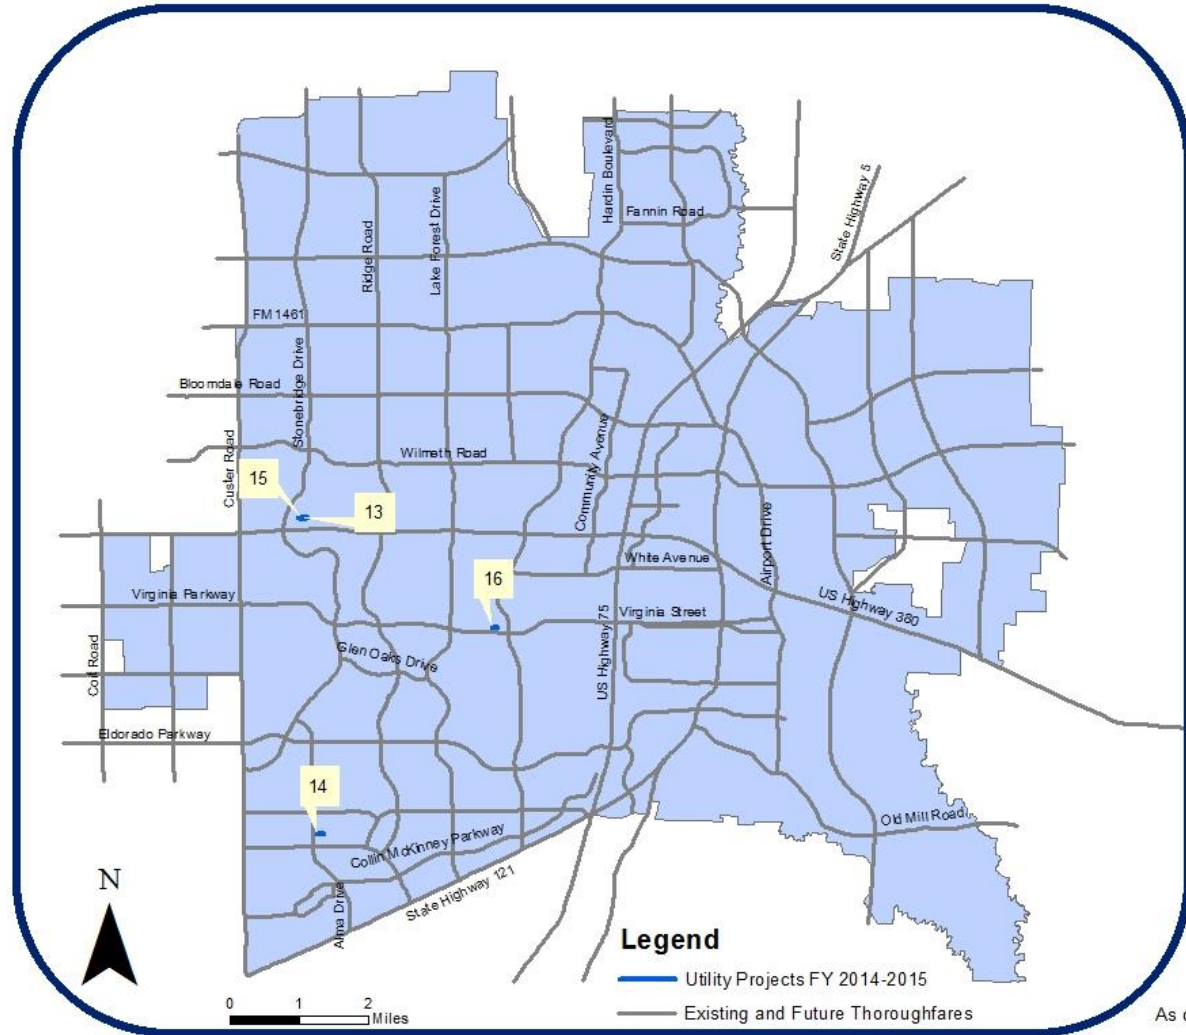 Hardin Boulevard
Fannin Road
State Highway 5
Ridge Road
Lake Forest Drive
FM 1461
Stonebridge Drive
Bloomdale Road
Custer Road
Wilmeth Road
Community Avenue
15
13
White Avenue
Airport Drive
16
US Highway 380
Virginia Parkway
Virginia Street
US Highway 75
Glen Oaks Drive
Coit Road
Eldorado Parkway
14
Old Mill Road
Collin McKinney Parkway
State Highway 121
Alma Drive
N
Legend
Utility Projects FY 2014-2015
Existing and Future Thoroughfares
0 1 2
Miles
As